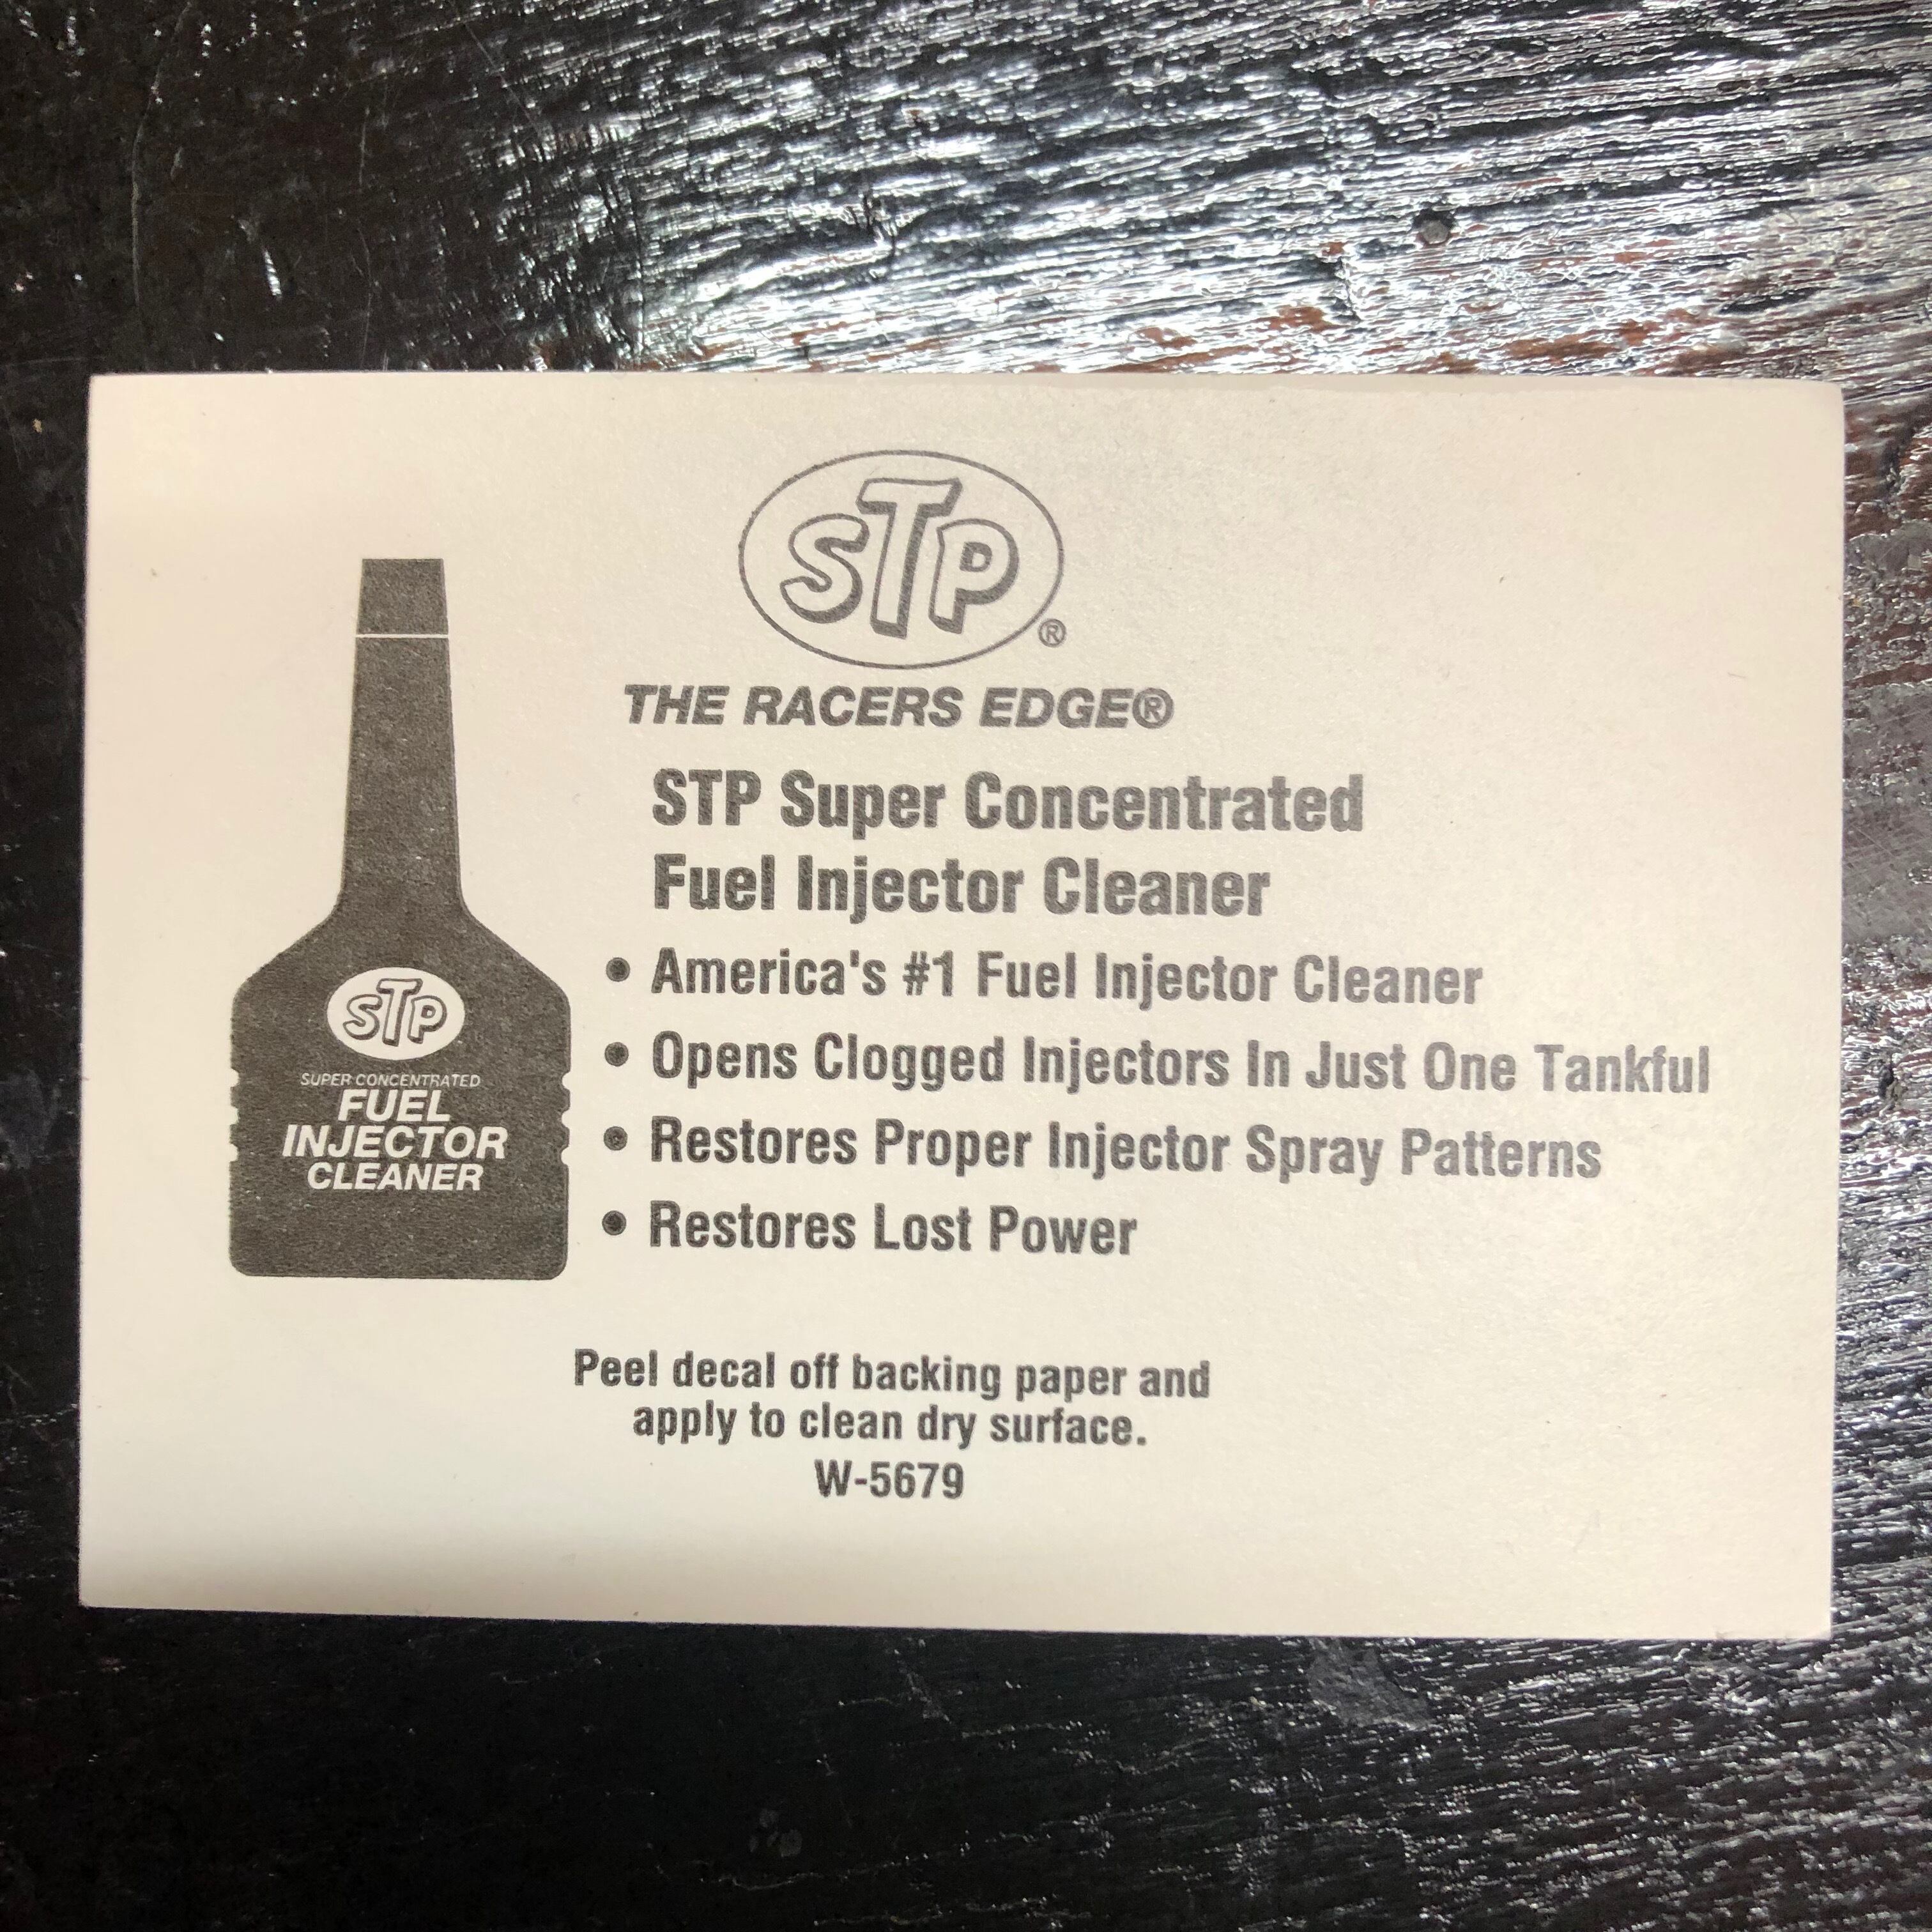 STP®
THE RACERS EDGE®
STP Super Concentrated
Fuel Injector Cleaner
• America's #1 Fuel Injector Cleaner
• Opens Clogged Injectors In Just One Tankful
• Restores Proper Injector Spray Patterns
• Restores Lost Power
STP
SUPER CONCENTRATED
FUEL
INJECTOR
CLEANER
Peel decal off backing paper and
apply to clean dry surface.
W-5679